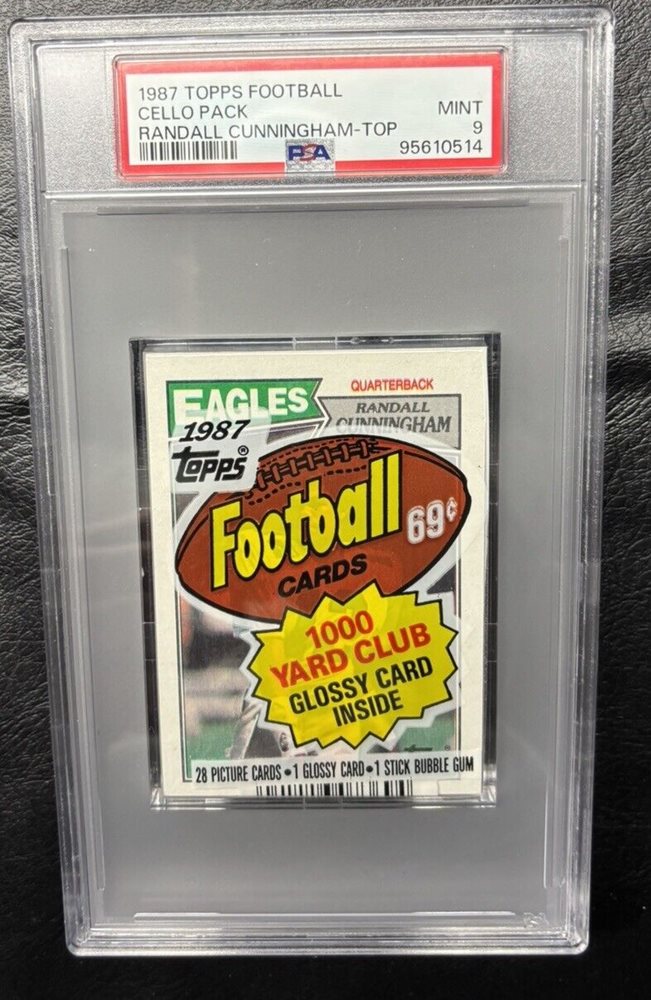 1987 TOPPS FOOTBALL
CELLO PACK MINT
RANDALL CUNNINGHAM-TOP 9
PSA 95610514
QUARTERBACK
EAGLES
RANDALL
CUNNINGHAM
1987
TOPPS®
Football 69¢
CARDS
1000
YARD CLUB
GLOSSY CARD
INSIDE
28 PICTURE CARDS • 1 GLOSSY CARD • 1 STICK BUBBLE GUM